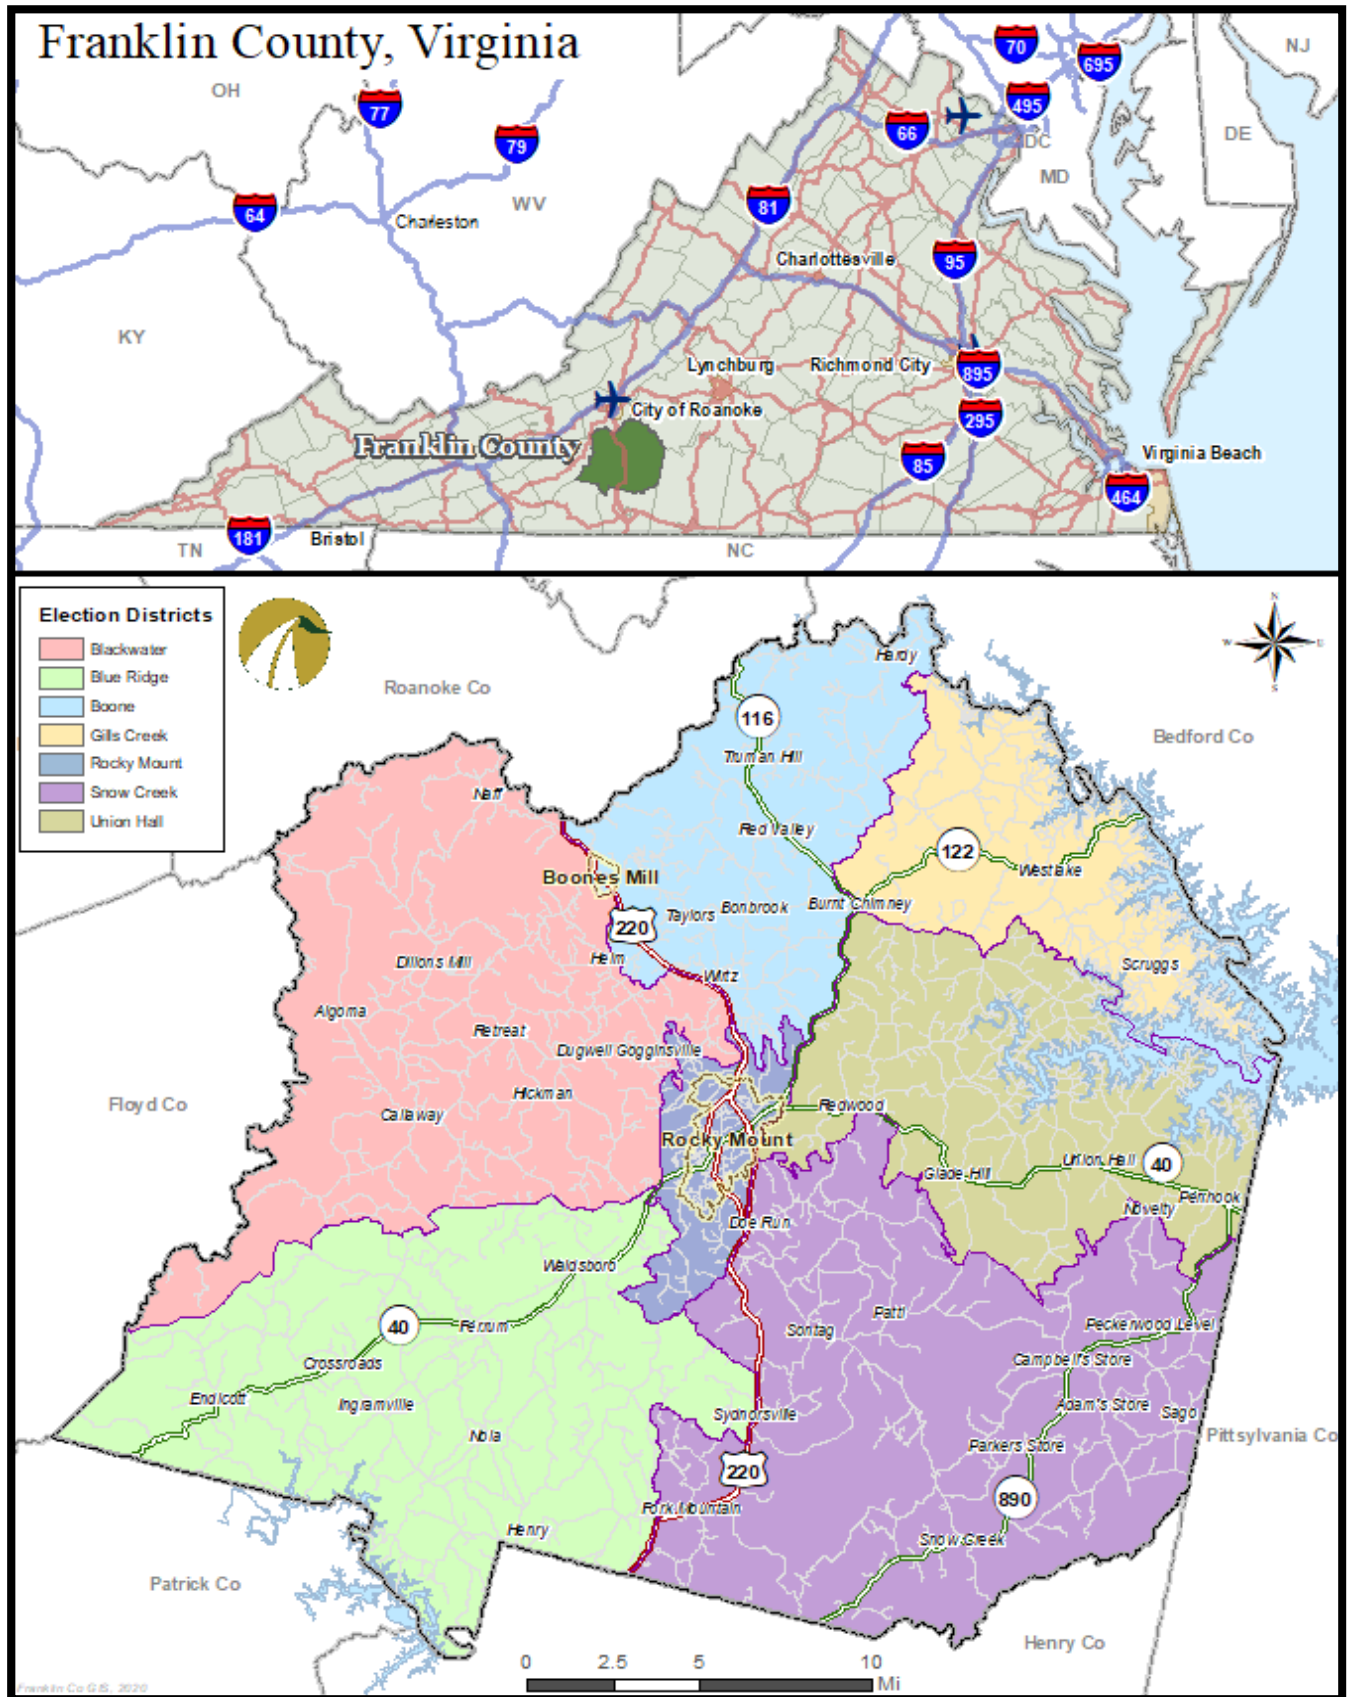 Franklin County, Virginia
OH
NJ
70
695
77
79
495
66
DE
DC
MD
WV
64
81
Charleston
Charlottesville
95
KY
Lynchburg
Richmond City
895
City of Roanoke
295
Franklin County
Virginia Beach
85
464
181
Bristol
TN
NC
Election Districts
Blackwater
Blue Ridge
Boone
Gills Creek
Rocky Mount
Snow Creek
Union Hall
N
W
E
S
Roanoke Co
Hardy
116
Bedford Co
Truman Hill
Naff
Red Valley
122
Westlake
Boones Mill
Burnt Chimney
Taylors
Bonbrook
220
Helm
Dillons Mill
Scruggs
Wirtz
Algoma
Retreat
Dugwell
Gogginsville
Hickman
Floyd Co
Callaway
Redwood
Rocky Mount
Glade Hill
Union Hall
40
Penhook
Novelty
Doe Run
Waldsboro
Patti
40
Ferrum
Sontag
Peckerwood Level
Crossroads
Campbell's Store
Endicott
Ingramville
Adam's Store
Sago
Sydnorsville
Nola
Parkers Store
Pittsylvania Co
220
890
Fork Mountain
Henry
Snow Creek
Patrick Co
Henry Co
0
2.5
5
10
Mi
Franklin Co GIS, 2020